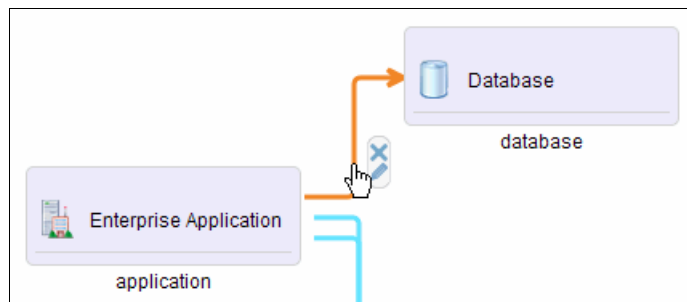 Database
database
Enterprise Application
application